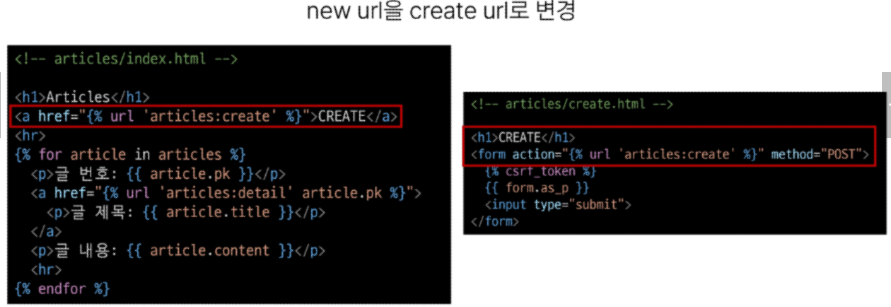 new url을 create url로 변경
<!-- articles/index.html -->
<h1>Articles</h1>
<a href="{% url 'articles:create' %}">CREATE</a>
<hr>
{% for article in articles %}
<p>글 번호: {{ article.pk }}</p>
<a href="{% url 'articles:detail' article.pk %}">
<p>글 제목: {{ article.title }}</p>
</a>
<p>글 내용: {{ article.content }}</p>
<hr>
{% endfor %}
<!-- articles/create.html -->
<h1>CREATE</h1>
<form action="{% url 'articles:create' %}" method="POST">
{% csrf_token %}
{{ form.as_p }}
<input type="submit">
</form>